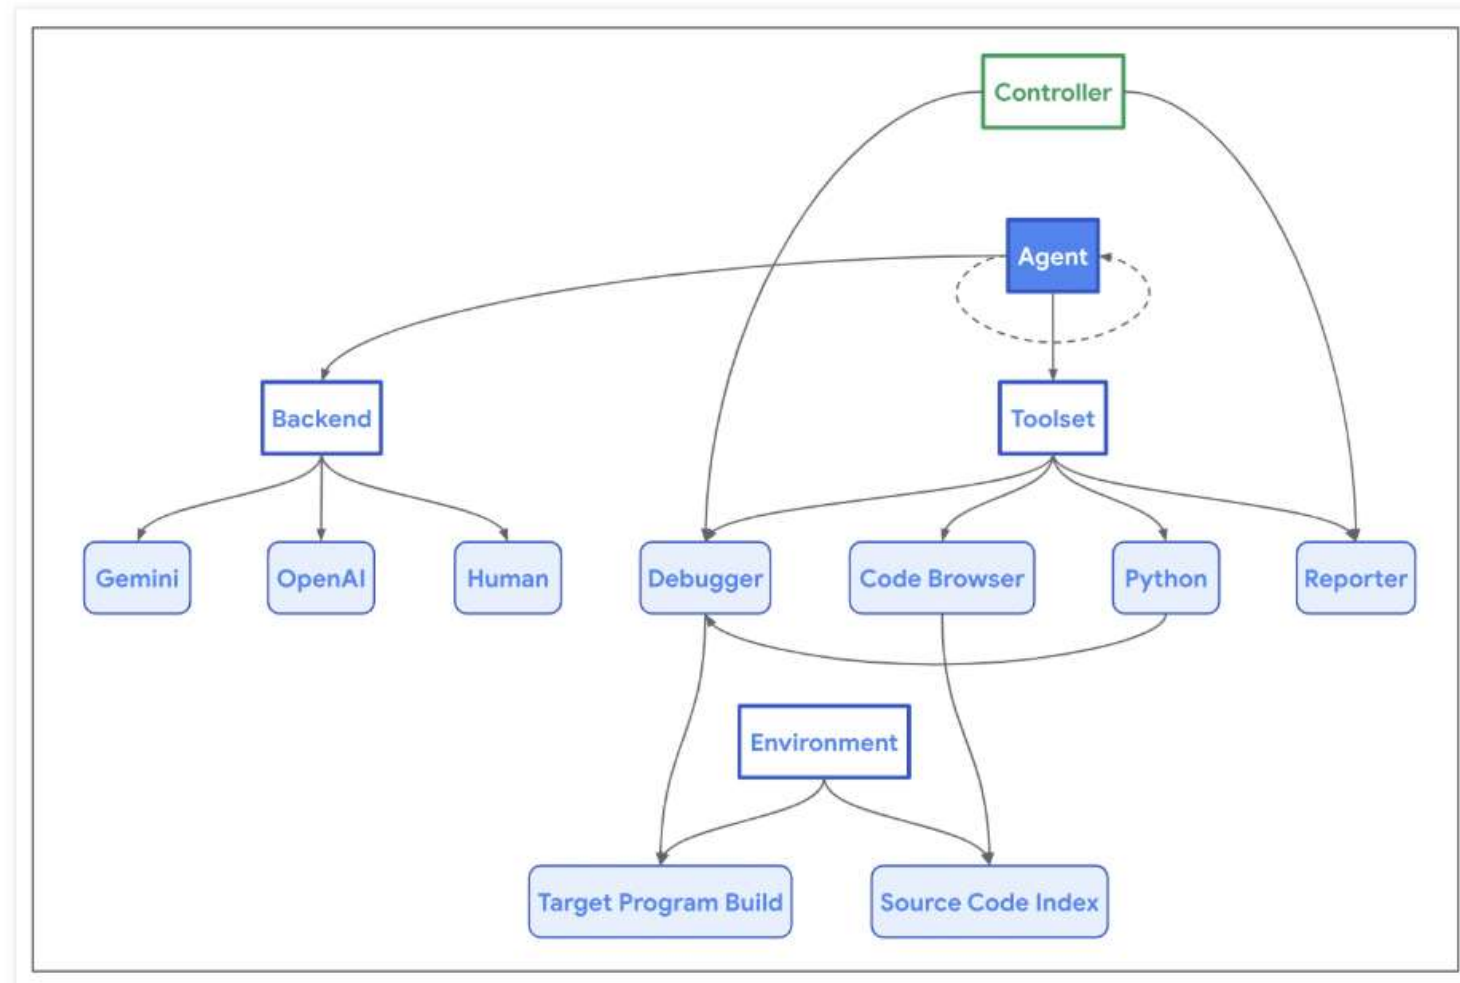 Controller
Agent
Backend
Toolset
Gemini
OpenAI
Human
Debugger
Code Browser
Python
Reporter
Environment
Target Program Build
Source Code Index